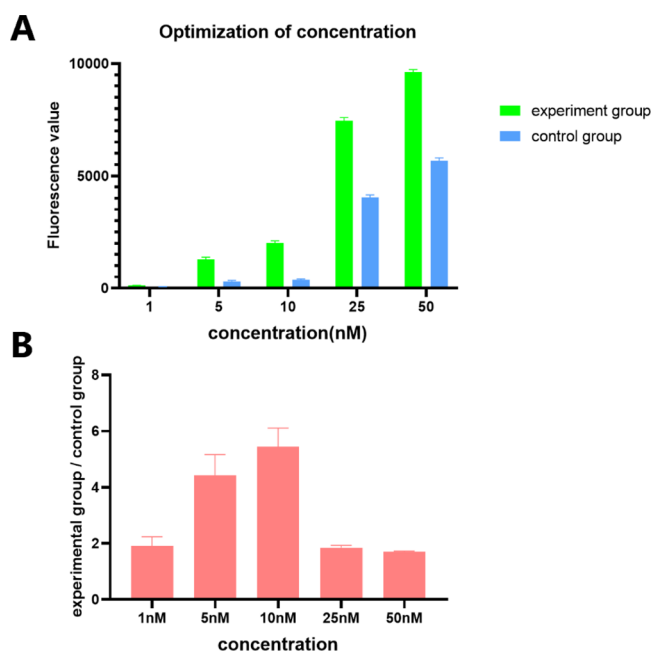 A
Optimization of concentration
10000
5000
0
Fluorescence value
1 5 10 25 50
concentration(nM)
experiment group
control group
B
8
6
4
2
0
experimental group / control group
1nM 5nM 10nM 25nM 50nM
concentration